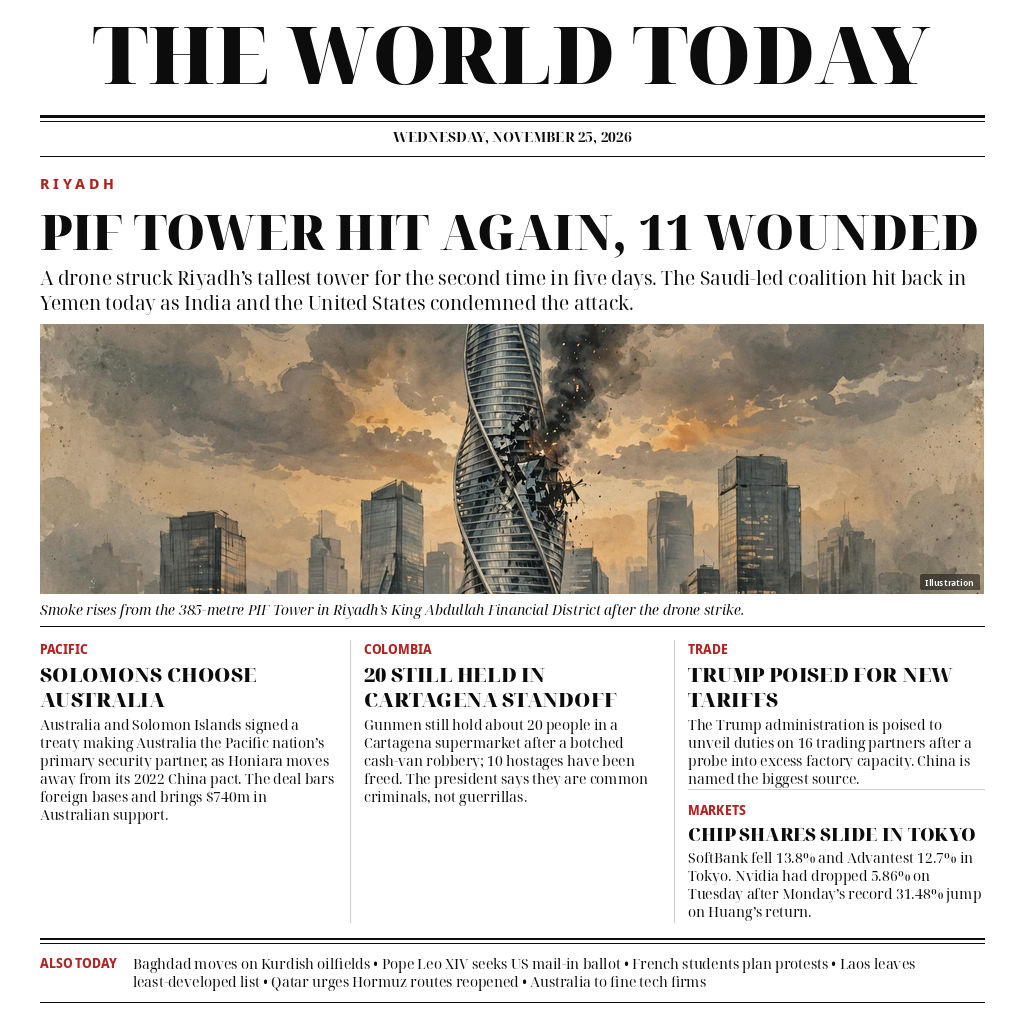 THE WORLD TODAY
WEDNESDAY, NOVEMBER 25, 2026
RIYADH
PIF TOWER HIT AGAIN, 11 WOUNDED
A drone struck Riyadh’s tallest tower for the second time in five days. The Saudi-led coalition hit back in
Yemen today as India and the United States condemned the attack.
Illustration
Smoke rises from the 385-metre PIF Tower in Riyadh’s King Abdullah Financial District after the drone strike.
PACIFIC
SOLOMONS CHOOSE
AUSTRALIA
Australia and Solomon Islands signed a
treaty making Australia the Pacific nation’s
primary security partner, as Honiara moves
away from its 2022 China pact. The deal bars
foreign bases and brings $740m in
Australian support.
COLOMBIA
20 STILL HELD IN
CARTAGENA STANDOFF
Gunmen still hold about 20 people in a
Cartagena supermarket after a botched
cash-van robbery; 10 hostages have been
freed. The president says they are common
criminals, not guerrillas.
TRADE
TRUMP POISED FOR NEW
TARIFFS
The Trump administration is poised to
unveil duties on 16 trading partners after a
probe into excess factory capacity. China is
named the biggest source.
MARKETS
CHIP SHARES SLIDE IN TOKYO
SoftBank fell 13.8% and Advantest 12.7% in
Tokyo. Nvidia had dropped 5.86% on
Tuesday after Monday’s record 31.48% jump
on Huang’s return.
ALSO TODAY
Baghdad moves on Kurdish oilfields • Pope Leo XIV seeks US mail-in ballot • French students plan protests • Laos leaves
least-developed list • Qatar urges Hormuz routes reopened • Australia to fine tech firms